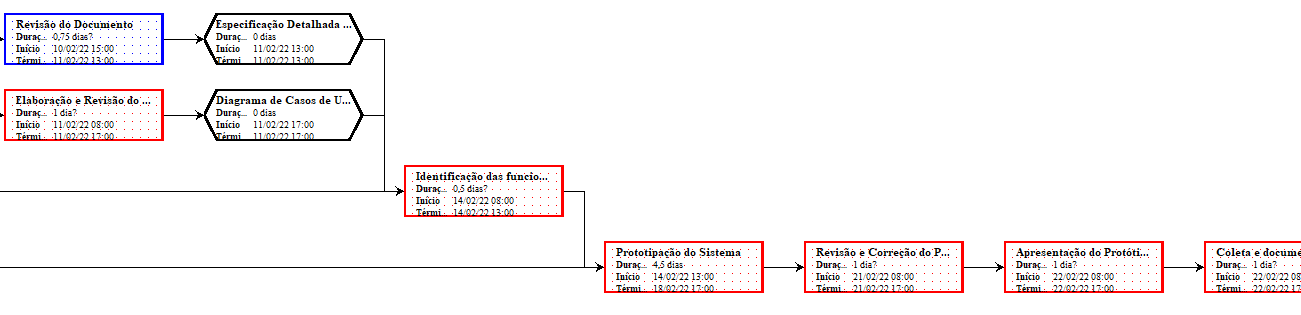 Revisão do Documento
Duraç... 0,75 dias?
Início 10/02/22 15:00
Térmi... 11/02/22 13:00
Especificação Detalhada ...
Duraç... 0 dias
Início 11/02/22 13:00
Térmi... 11/02/22 13:00
Elaboração e Revisão do ...
Duraç... 1 dia?
Início 11/02/22 08:00
Térmi... 11/02/22 17:00
Diagrama de Casos de U...
Duraç... 0 dias
Início 11/02/22 17:00
Térmi... 11/02/22 17:00
Identificação das funcio...
Duraç... 0,5 dias?
Início 14/02/22 08:00
Térmi... 14/02/22 13:00
Prototipação do Sistema
Duraç... 4,5 dias
Início 14/02/22 13:00
Térmi... 18/02/22 17:00
Revisão e Correção do P...
Duraç... 1 dia?
Início 21/02/22 08:00
Térmi... 21/02/22 17:00
Apresentação do Protóti...
Duraç... 1 dia?
Início 22/02/22 08:00
Térmi... 22/02/22 17:00
Coleta e docume
Duraç... 1 dia?
Início 22/02/22 08
Térmi... 22/02/22 17